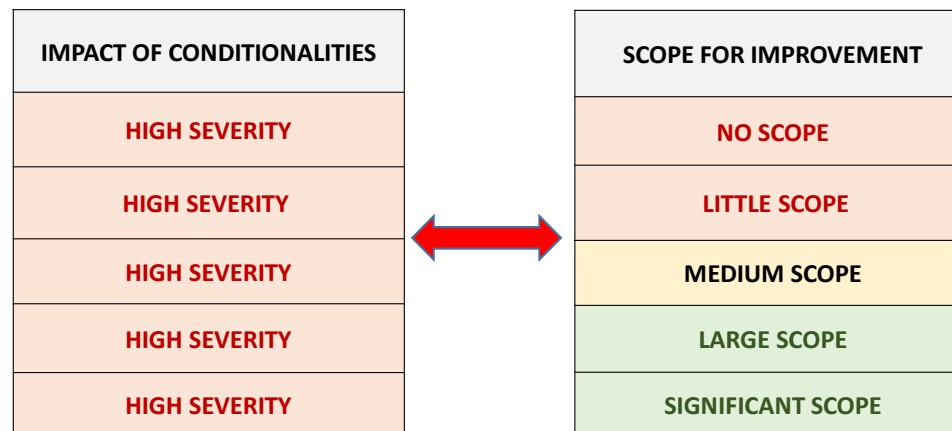 IMPACT OF CONDITIONALITIES
HIGH SEVERITY
HIGH SEVERITY
HIGH SEVERITY
HIGH SEVERITY
HIGH SEVERITY
SCOPE FOR IMPROVEMENT
NO SCOPE
LITTLE SCOPE
MEDIUM SCOPE
LARGE SCOPE
SIGNIFICANT SCOPE